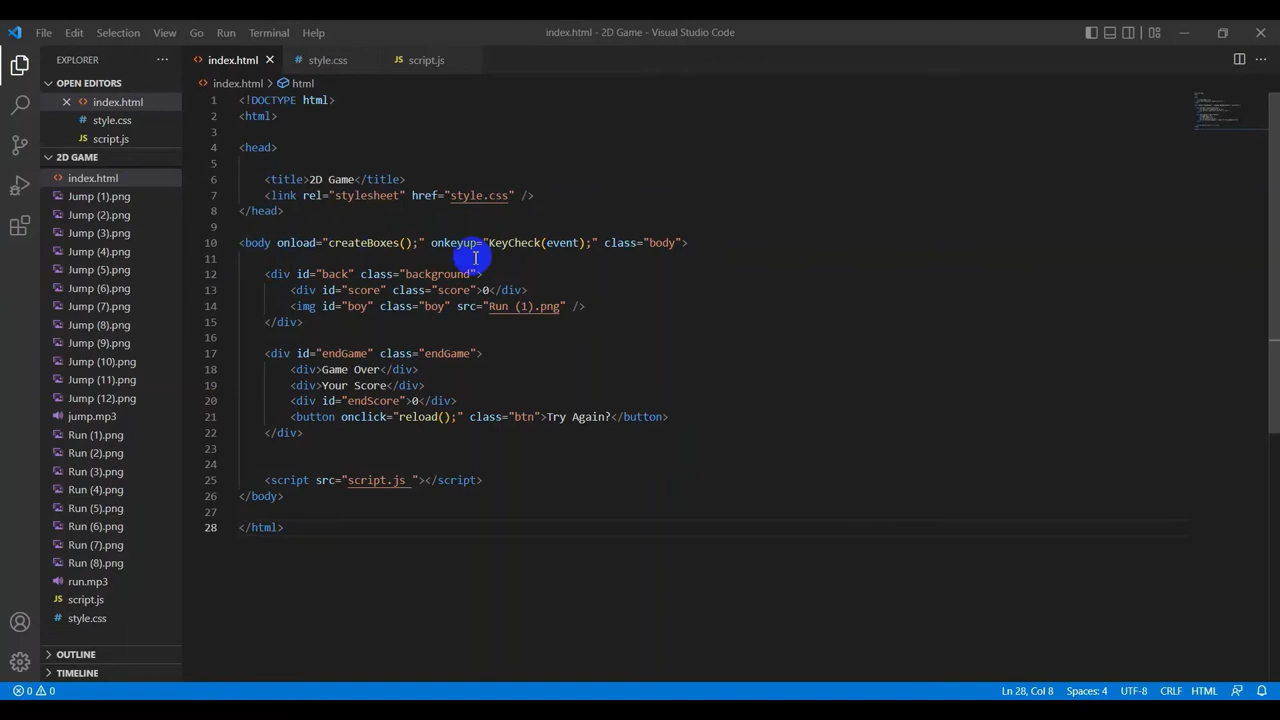 File Edit Selection View Go Run Terminal Help
index.html - 2D Game - Visual Studio Code
EXPLORER
OPEN EDITORS
index.html
style.css
script.js
2D GAME
index.html
Jump (1).png
Jump (2).png
Jump (3).png
Jump (4).png
Jump (5).png
Jump (6).png
Jump (7).png
Jump (8).png
Jump (9).png
Jump (10).png
Jump (11).png
Jump (12).png
jump.mp3
Run (1).png
Run (2).png
Run (3).png
Run (4).png
Run (5).png
Run (6).png
Run (7).png
Run (8).png
run.mp3
script.js
style.css
OUTLINE
TIMELINE
index.html style.css JS script.js
index.html > html
1 <!DOCTYPE html>
2 <html>
3
4 <head>
5
6 <title>2D Game</title>
7 <link rel="stylesheet" href="style.css" />
8 </head>
9
10 <body onload="createBoxes();" onkeyup="KeyCheck(event);" class="body">
11
12 <div id="back" class="background">
13 <div id="score" class="score">0</div>
14 <img id="boy" class="boy" src="Run (1).png" />
15 </div>
16
17 <div id="endGame" class="endGame">
18 <div>Game Over</div>
19 <div>Your Score</div>
20 <div id="endScore">0</div>
21 <button onclick="reload();" class="btn">Try Again?</button>
22 </div>
23
24
25 <script src="script.js "></script>
26 </body>
27
28 </html>
0 0
Ln 28, Col 8 Spaces: 4 UTF-8 CRLF HTML